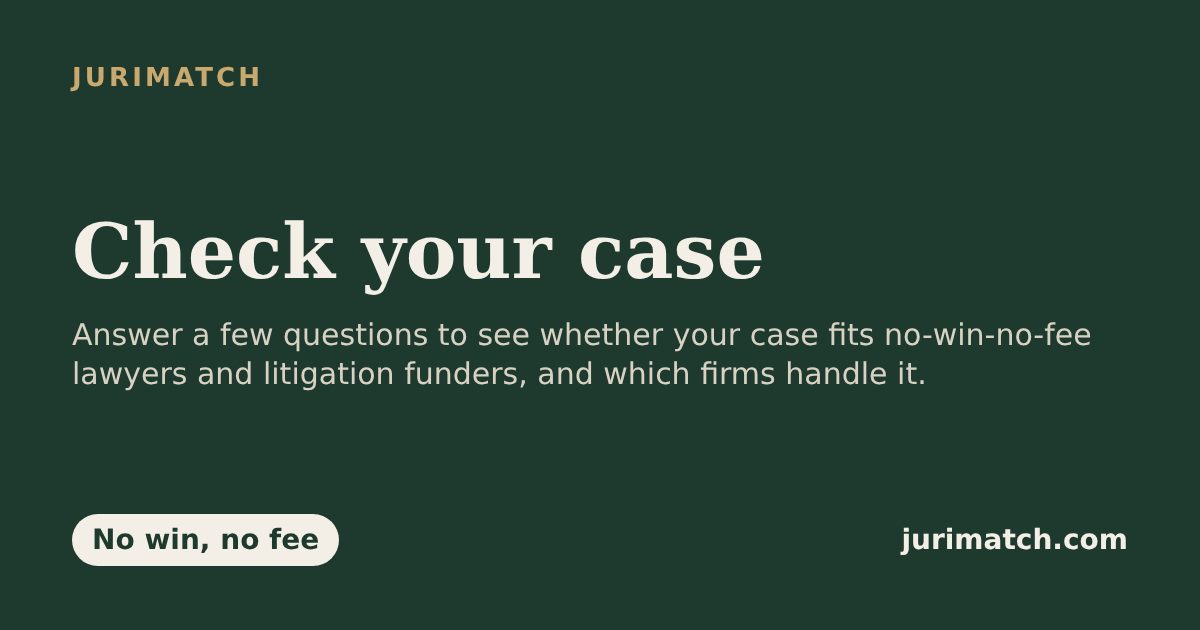 JURIMATCH
Check your case
Answer a few questions to see whether your case fits no-win-no-fee
lawyers and litigation funders, and which firms handle it.
No win, no fee
jurimatch.com